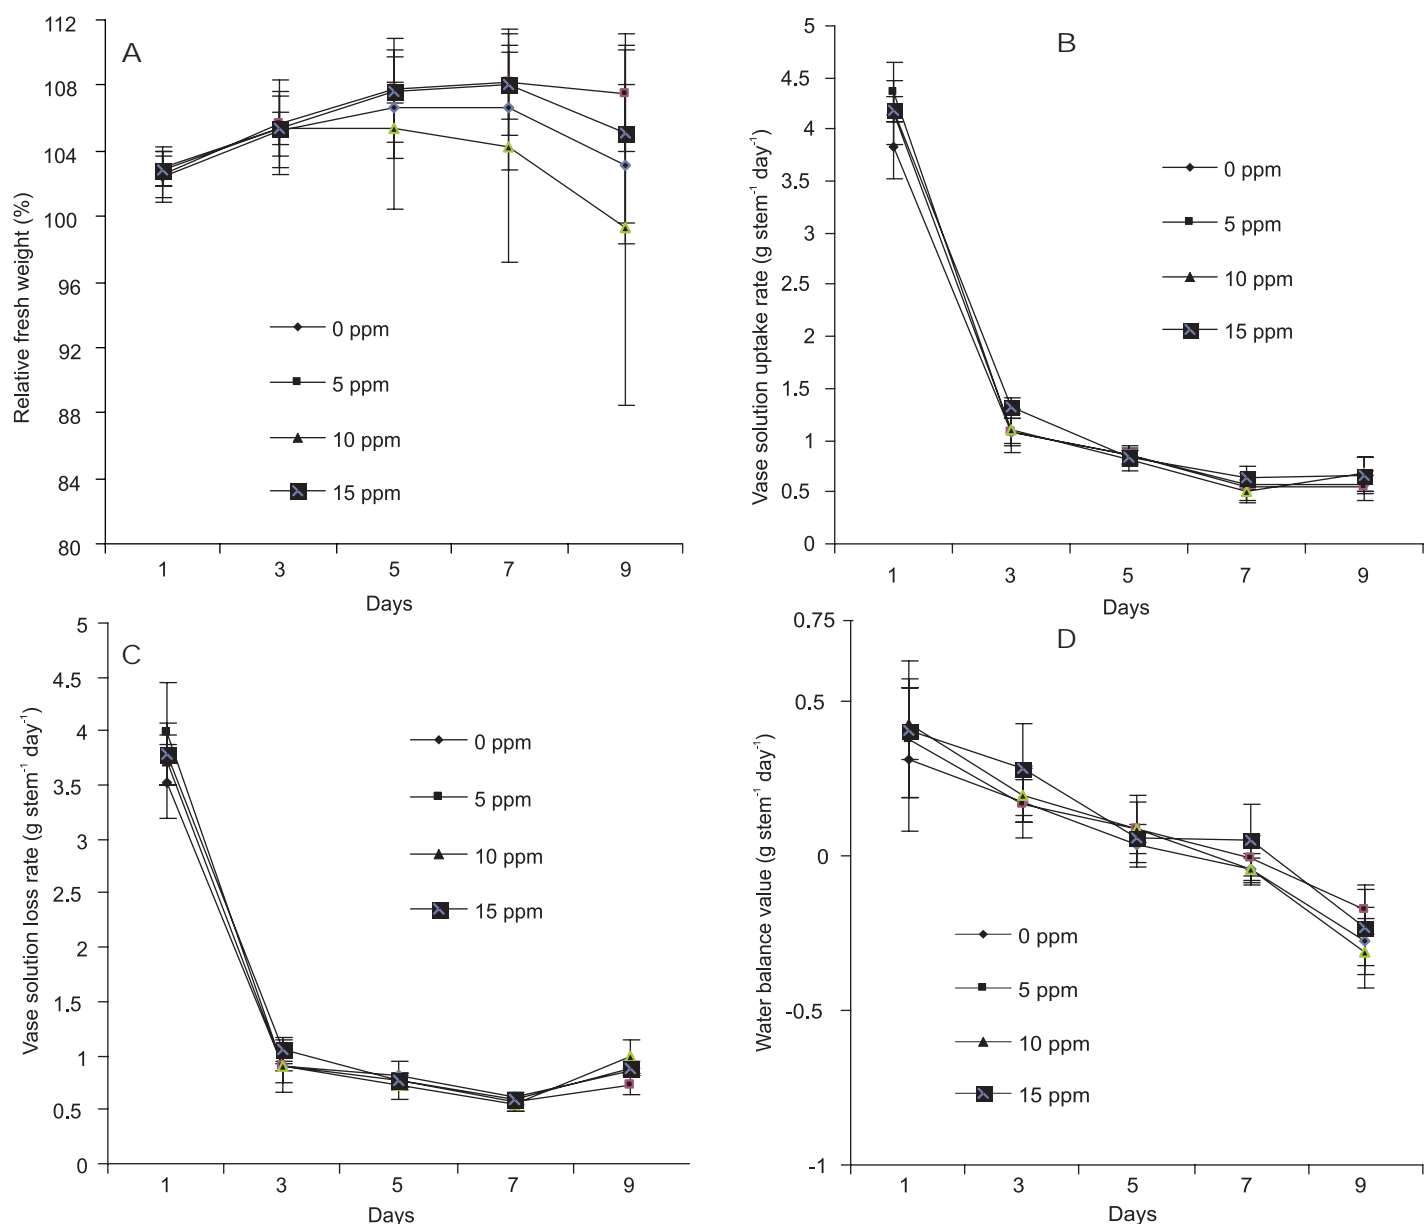 A
Relative fresh weight (%)
112
108
104
100
96
92
88
84
80
0 ppm
5 ppm
10 ppm
15 ppm
1 3 5 7 9
Days
B
Vase solution uptake rate (g stem⁻¹ day⁻¹)
5
4.5
4
3.5
3
2.5
2
1.5
1
0.5
0
0 ppm
5 ppm
10 ppm
15 ppm
1 3 5 7 9
Days
C
Vase solution loss rate (g stem⁻¹ day⁻¹)
5
4.5
4
3.5
3
2.5
2
1.5
1
0.5
0
0 ppm
5 ppm
10 ppm
15 ppm
1 3 5 7 9
Days
D
Water balance value (g stem⁻¹ day⁻¹)
0.75
0.5
0
-0.5
-1
0 ppm
5 ppm
10 ppm
15 ppm
1 3 5 7 9
Days